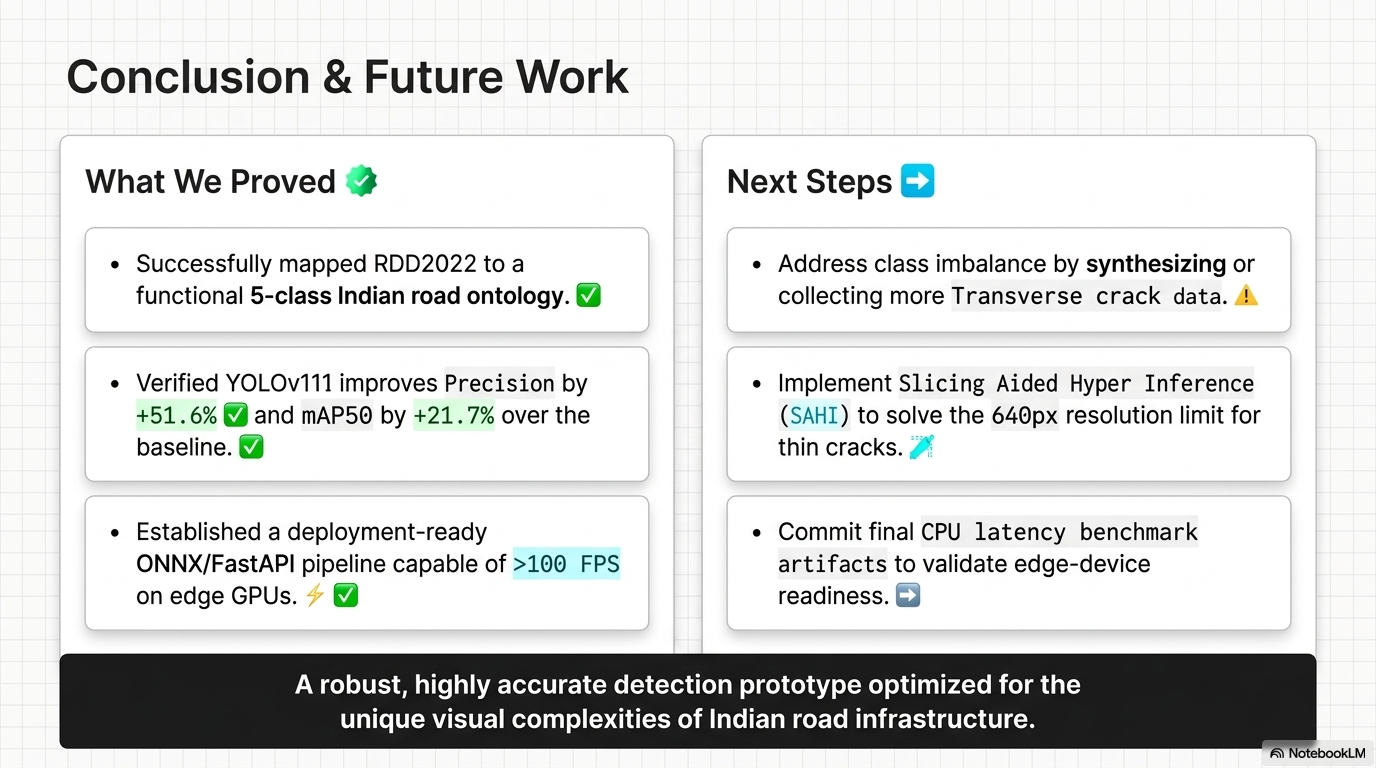 Conclusion & Future Work
What We Proved
• Successfully mapped RDD2022 to a
functional 5-class Indian road ontology. ✅
• Verified YOLOv111 improves Precision by
+51.6% ✅ and mAP50 by +21.7% over the
baseline. ✅
• Established a deployment-ready
ONNX/FastAPI pipeline capable of >100 FPS
on edge GPUs. ⚡ ✅
Next Steps ➡️
• Address class imbalance by synthesizing or
collecting more Transverse crack data. ⚠️
• Implement Slicing Aided Hyper Inference
(SAHI) to solve the 640px resolution limit for
thin cracks.
• Commit final CPU latency benchmark
artifacts to validate edge-device
readiness. ➡️
A robust, highly accurate detection prototype optimized for the
unique visual complexities of Indian road infrastructure.
NotebookLM